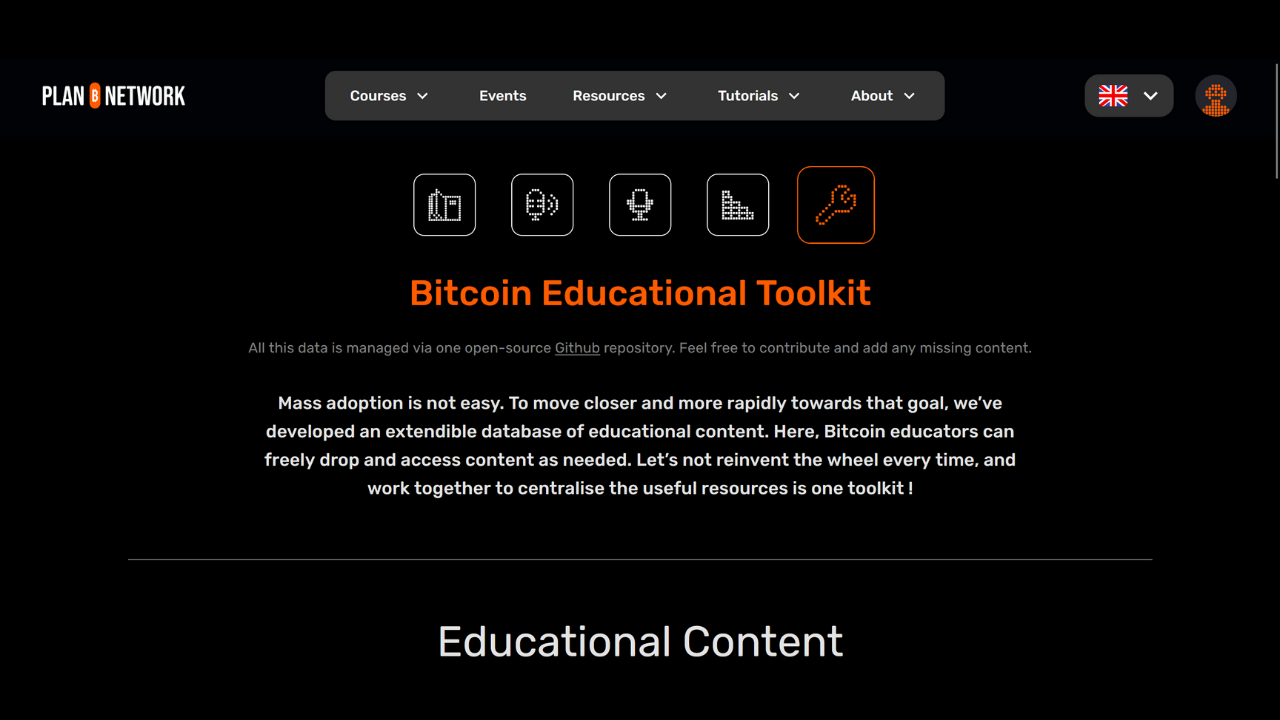 PLAN B NETWORK
Courses
Events
Resources
Tutorials
About
Bitcoin Educational Toolkit
All this data is managed via one open-source Github repository. Feel free to contribute and add any missing content.
Mass adoption is not easy. To move closer and more rapidly towards that goal, we've
developed an extendible database of educational content. Here, Bitcoin educators can
freely drop and access content as needed. Let's not reinvent the wheel every time, and
work together to centralise the useful resources is one toolkit !
Educational Content